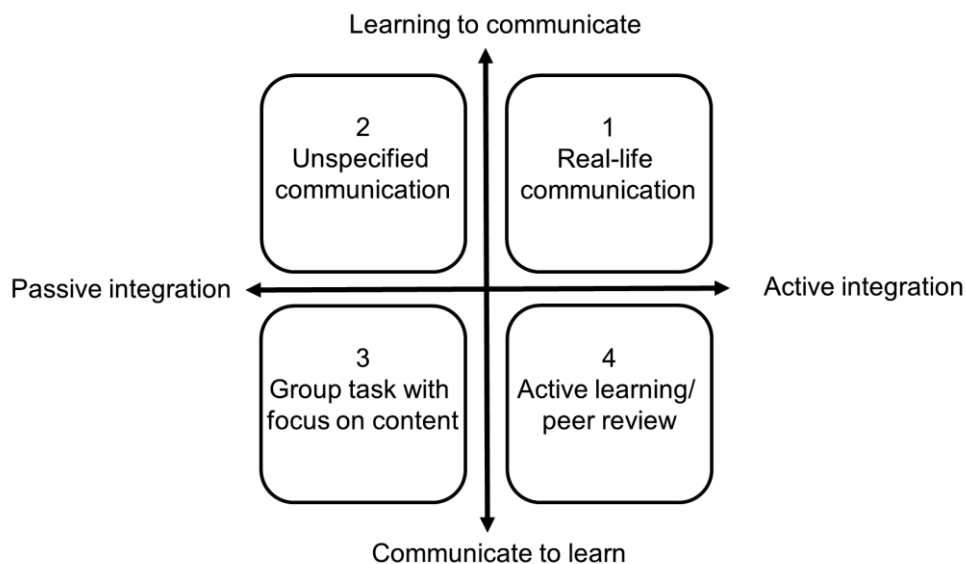 Learning to communicate
2
Unspecified
communication
1
Real-life
communication
Passive integration
Active integration
3
Group task with
focus on content
4
Active learning/
peer review
Communicate to learn